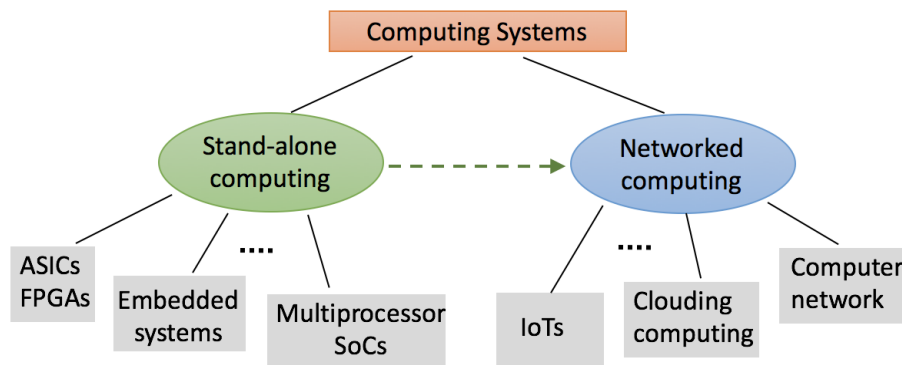 Computing Systems
Stand-alone
computing
Networked
computing
....
....
ASICs
FPGAs
Embedded
systems
Multiprocessor
SoCs
IoTs
Clouding
computing
Computer
network